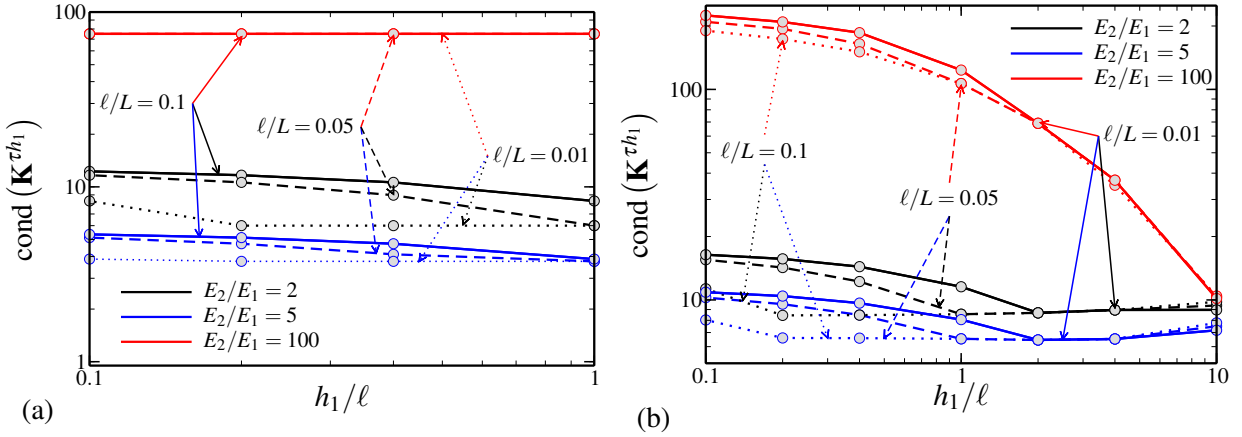 100
10
1
0.1
1
cond (𝐊^{τh₁})
h₁/ℓ
ℓ/L = 0.1
ℓ/L = 0.05
ℓ/L = 0.01
E₂/E₁ = 2
E₂/E₁ = 5
E₂/E₁ = 100
(a)
100
10
0.1
1
10
cond (𝐊^{τh₁})
h₁/ℓ
E₂/E₁ = 2
E₂/E₁ = 5
E₂/E₁ = 100
ℓ/L = 0.1
ℓ/L = 0.01
ℓ/L = 0.05
(b)